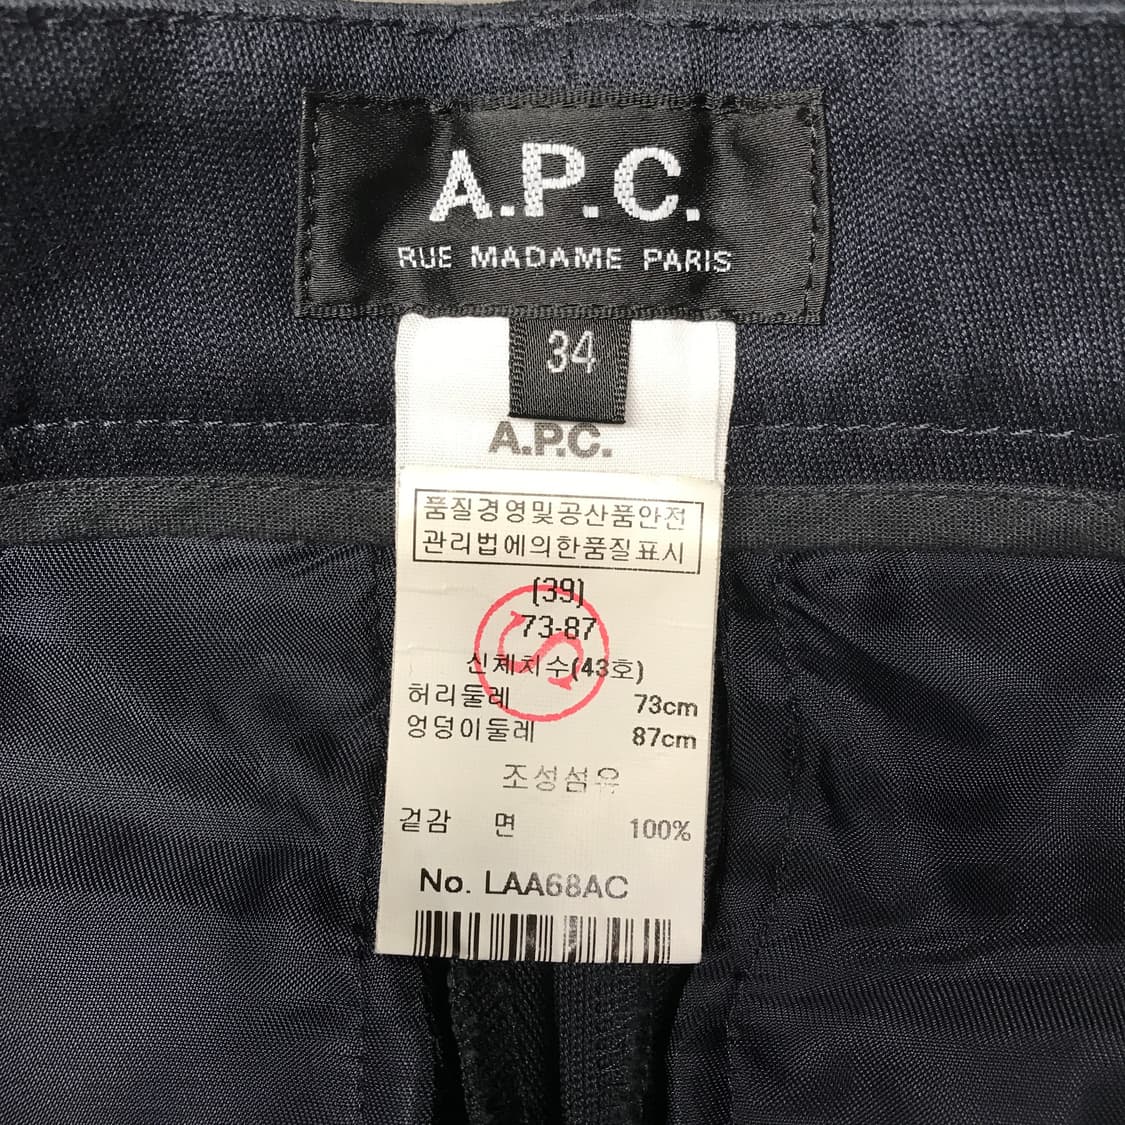 A.P.C.
RUE MADAME PARIS
34
A.P.C.
품질경영및공산품안전
관리법에의한품질표시
(39)
73-87
S
신체치수(43호)
허리둘레 73cm
엉덩이둘레 87cm
조성섬유
겉감 면 100%
No. LAA68AC